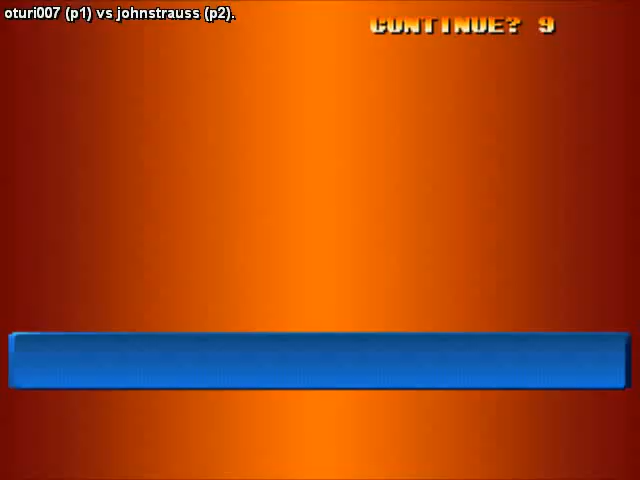 oturi007 (p1) vs johnstrauss (p2).
CONTINUE? 9